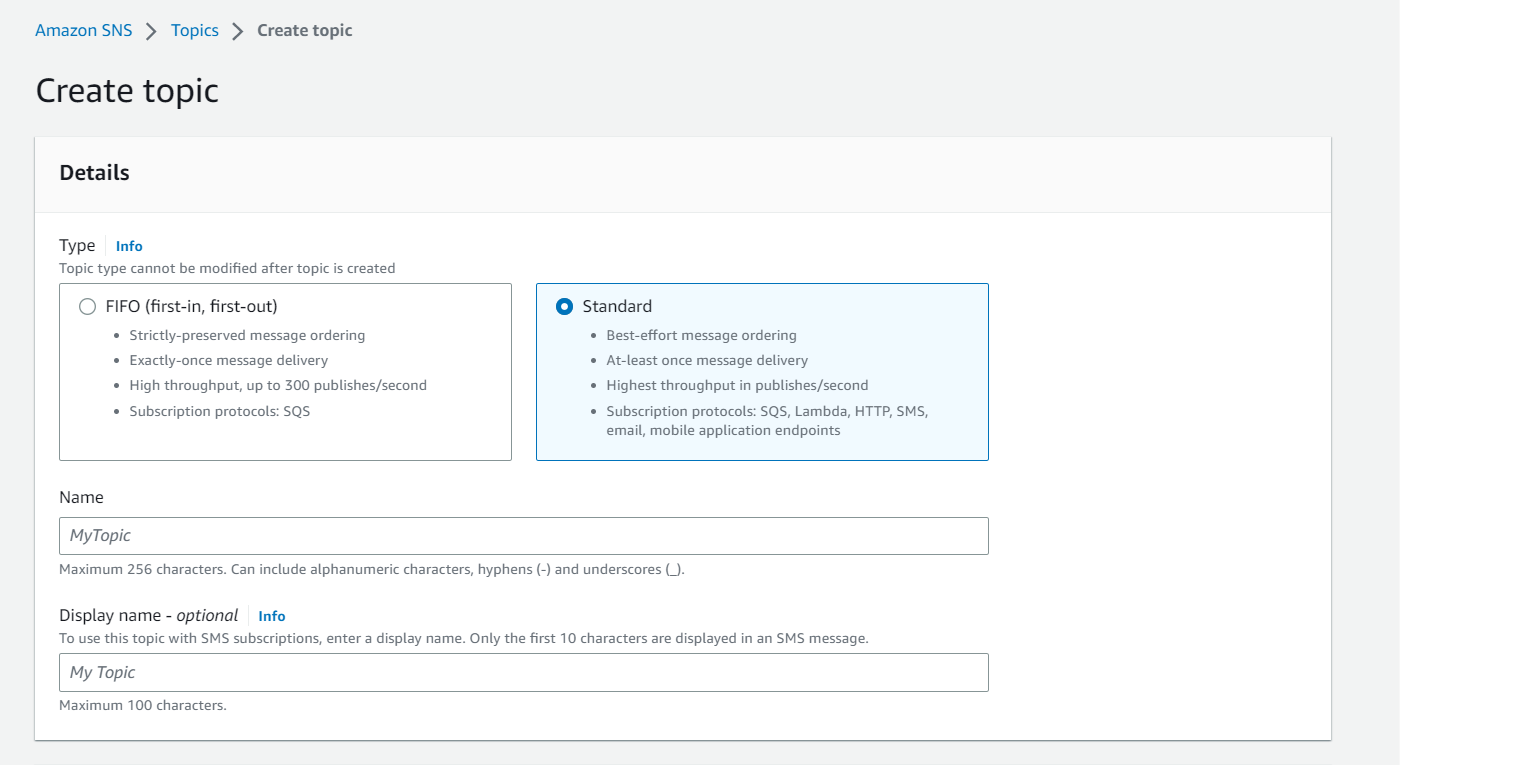 Amazon SNS > Topics > Create topic
Create topic
Details
Type Info
Topic type cannot be modified after topic is created
FIFO (first-in, first-out)
Strictly-preserved message ordering
Exactly-once message delivery
High throughput, up to 300 publishes/second
Subscription protocols: SQS
Standard
Best-effort message ordering
At-least once message delivery
Highest throughput in publishes/second
Subscription protocols: SQS, Lambda, HTTP, SMS,
email, mobile application endpoints
Name
MyTopic
Maximum 256 characters. Can include alphanumeric characters, hyphens (-) and underscores (_).
Display name - optional Info
To use this topic with SMS subscriptions, enter a display name. Only the first 10 characters are displayed in an SMS message.
My Topic
Maximum 100 characters.